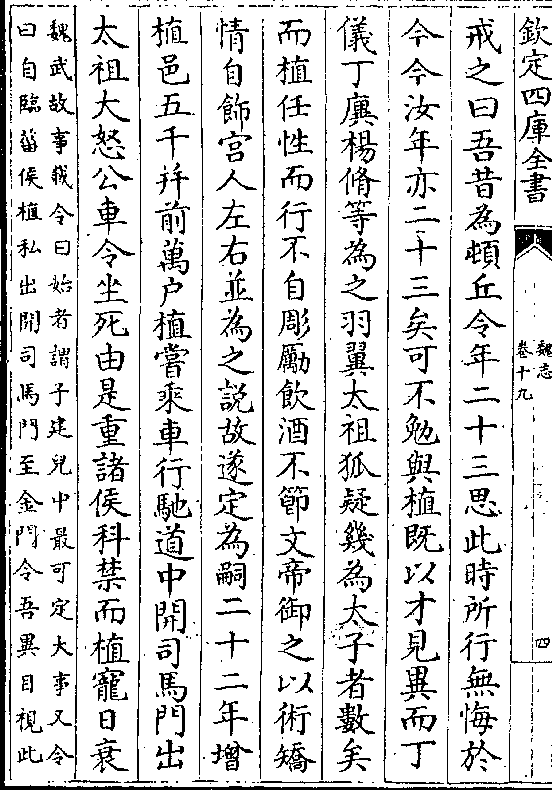 欽定四庫全書
魏志
卷十九
四
戒之曰吾昔為頓丘令年二十三思此時所行無悔於
今今汝年亦二十三矣可不勉與植既以才見異而丁
儀丁廙楊脩等為之羽翼太祖狐疑幾為太子者數矣
而植任性而行不自彫勵飲酒不節文帝御之以術矯
情自飾宫人左右並為之説故遂定為嗣二十二年增
植邑五千幷前萬户植嘗乘車行馳道中開司馬門出
太祖大怒公車令坐死由是重諸侯科禁而植寵日衰
魏武故事載令曰始者謂子建兒中最可定大事又令
曰自臨菑侯植私出開司馬門至金門令吾異目視此